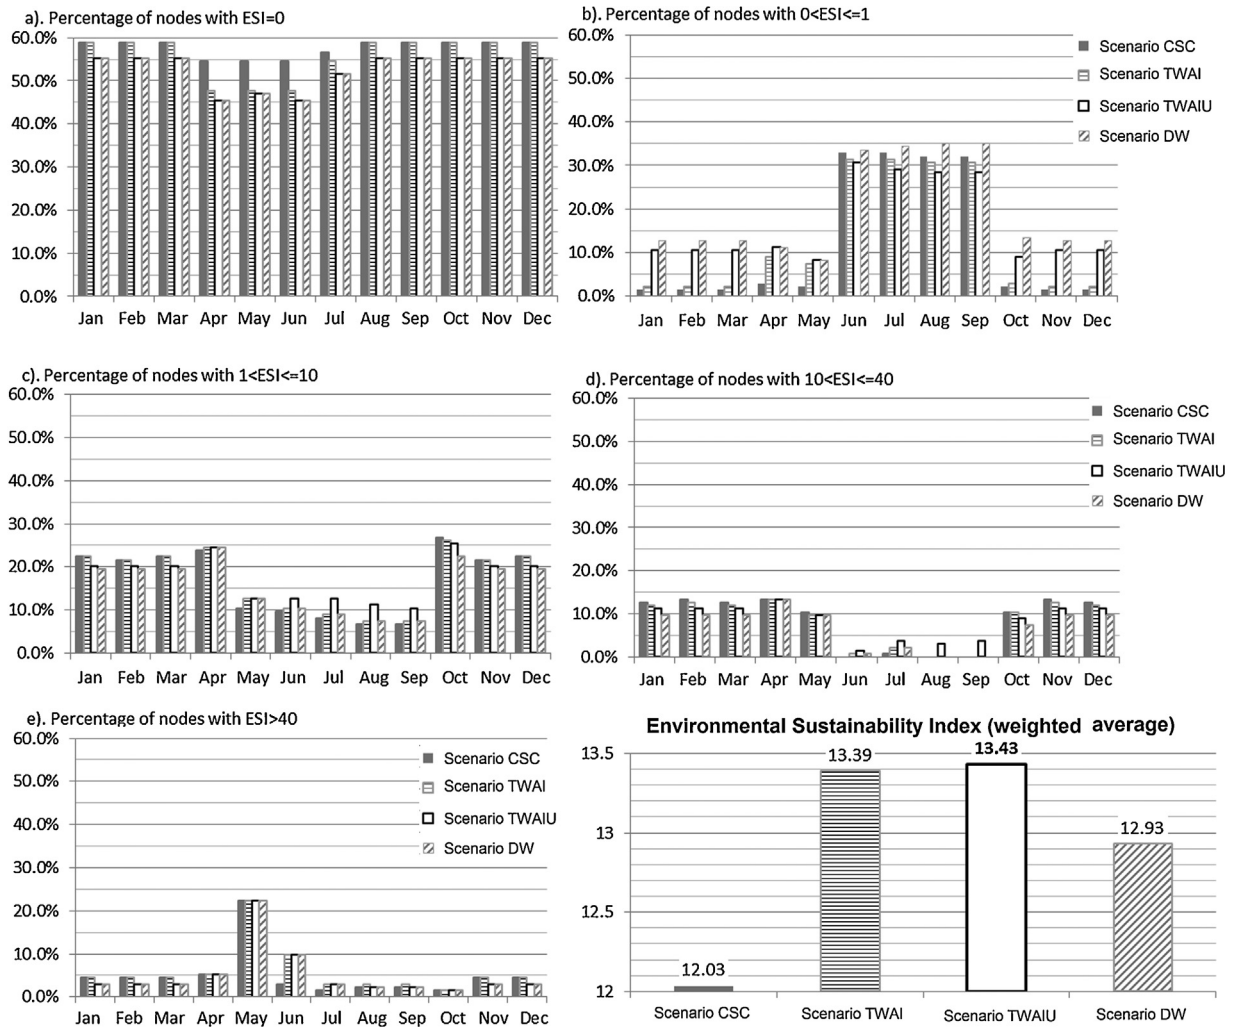 a). Percentage of nodes with ESI=0
60.0%
50.0%
40.0%
30.0%
20.0%
10.0%
0.0%
Jan Feb Mar Apr May Jun Jul Aug Sep Oct Nov Dec
b). Percentage of nodes with 0<ESI<=1
60.0%
50.0%
40.0%
30.0%
20.0%
10.0%
0.0%
Jan Feb Mar Apr May Jun Jul Aug Sep Oct Nov Dec
Scenario CSC
Scenario TWAI
Scenario TWAIU
Scenario DW
c). Percentage of nodes with 1<ESI<=10
60.0%
50.0%
40.0%
30.0%
20.0%
10.0%
0.0%
Jan Feb Mar Apr May Jun Jul Aug Sep Oct Nov Dec
d). Percentage of nodes with 10<ESI<=40
60.0%
50.0%
40.0%
30.0%
20.0%
10.0%
0.0%
Jan Feb Mar Apr May Jun Jul Aug Sep Oct Nov Dec
Scenario CSC
Scenario TWAI
Scenario TWAIU
Scenario DW
e). Percentage of nodes with ESI>40
60.0%
50.0%
40.0%
30.0%
20.0%
10.0%
0.0%
Jan Feb Mar Apr May Jun Jul Aug Sep Oct Nov Dec
Scenario CSC
Scenario TWAI
Scenario TWAIU
Scenario DW
Environmental Sustainability Index (weighted average)
13.5
13
12.5
12
12.03
13.39
13.43
12.93
Scenario CSC Scenario TWAI Scenario TWAIU Scenario DW